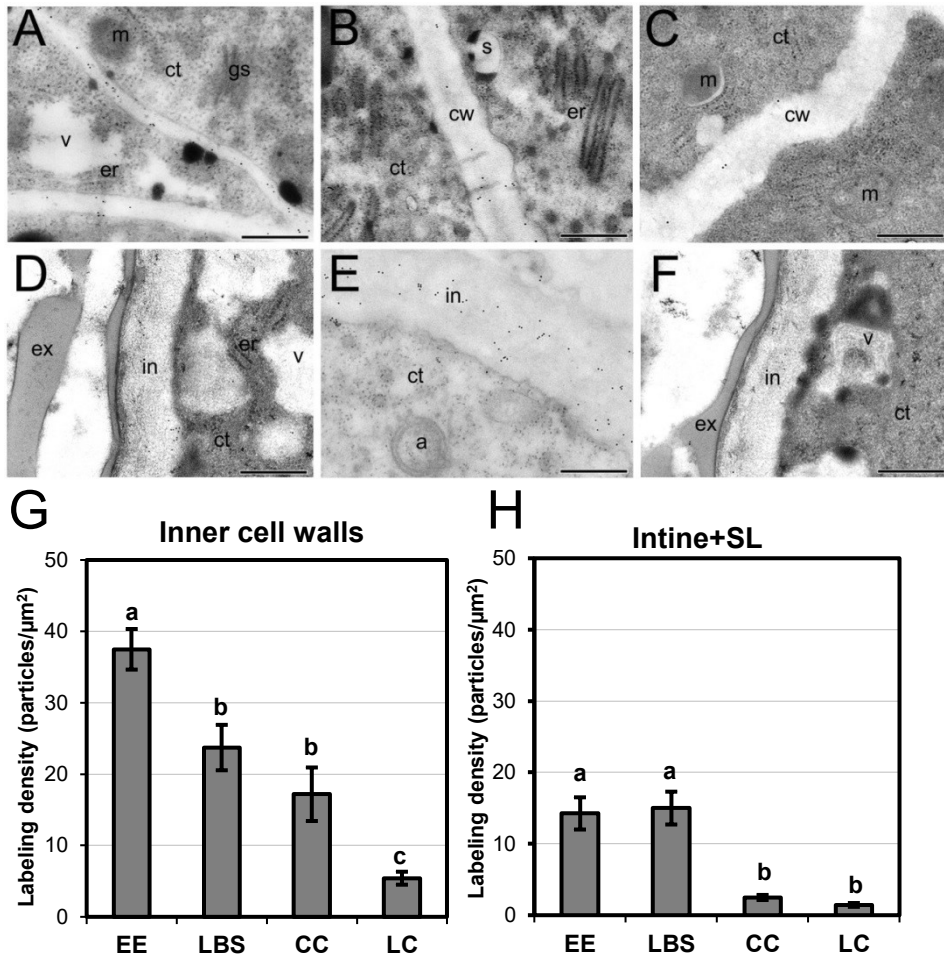 A
m
ct
gs
v
er
B
s
cw
er
ct
C
ct
m
cw
m
D
ex
in
er
v
ct
E
in
ct
a
F
v
in
ex
ct
G
Inner cell walls
Labeling density (particles/µm²)
50
40
30
20
10
0
a
b
b
c
EE LBS CC LC
H
Intine+SL
Labeling density (particles/µm²)
50
40
30
20
10
0
a
a
b
b
EE LBS CC LC